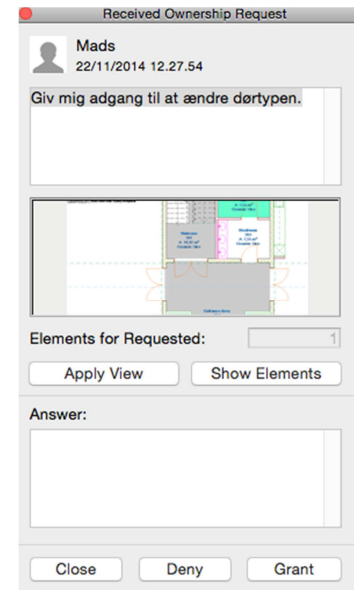 Received Ownership Request
Mads
22/11/2014 12.27.54
Giv mig adgang til at ændre dørtypen.
Elements for Requested: 1
Apply View Show Elements
Answer:
Close Deny Grant